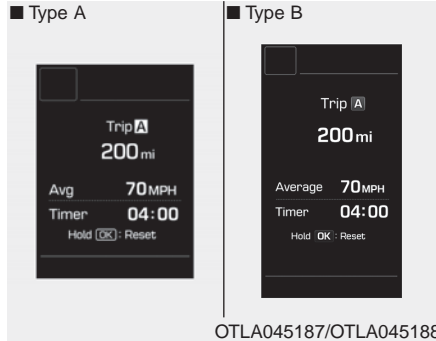 ■ Type A
Trip A
200 mi
Avg 70 MPH
Timer 04:00
Hold OK : Reset
■ Type B
Trip A
200 mi
Average 70 MPH
Timer 04:00
Hold OK : Reset
OTLA045187/OTLA045188